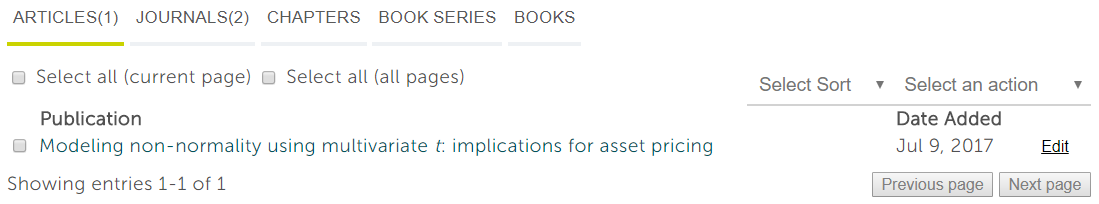 ARTICLES(1) JOURNALS(2) CHAPTERS BOOK SERIES BOOKS
Select all (current page) Select all (all pages)
Select Sort ▼ Select an action ▼
Publication Date Added
Modeling non-normality using multivariate t: implications for asset pricing Jul 9, 2017 Edit
Showing entries 1-1 of 1 Previous page Next page